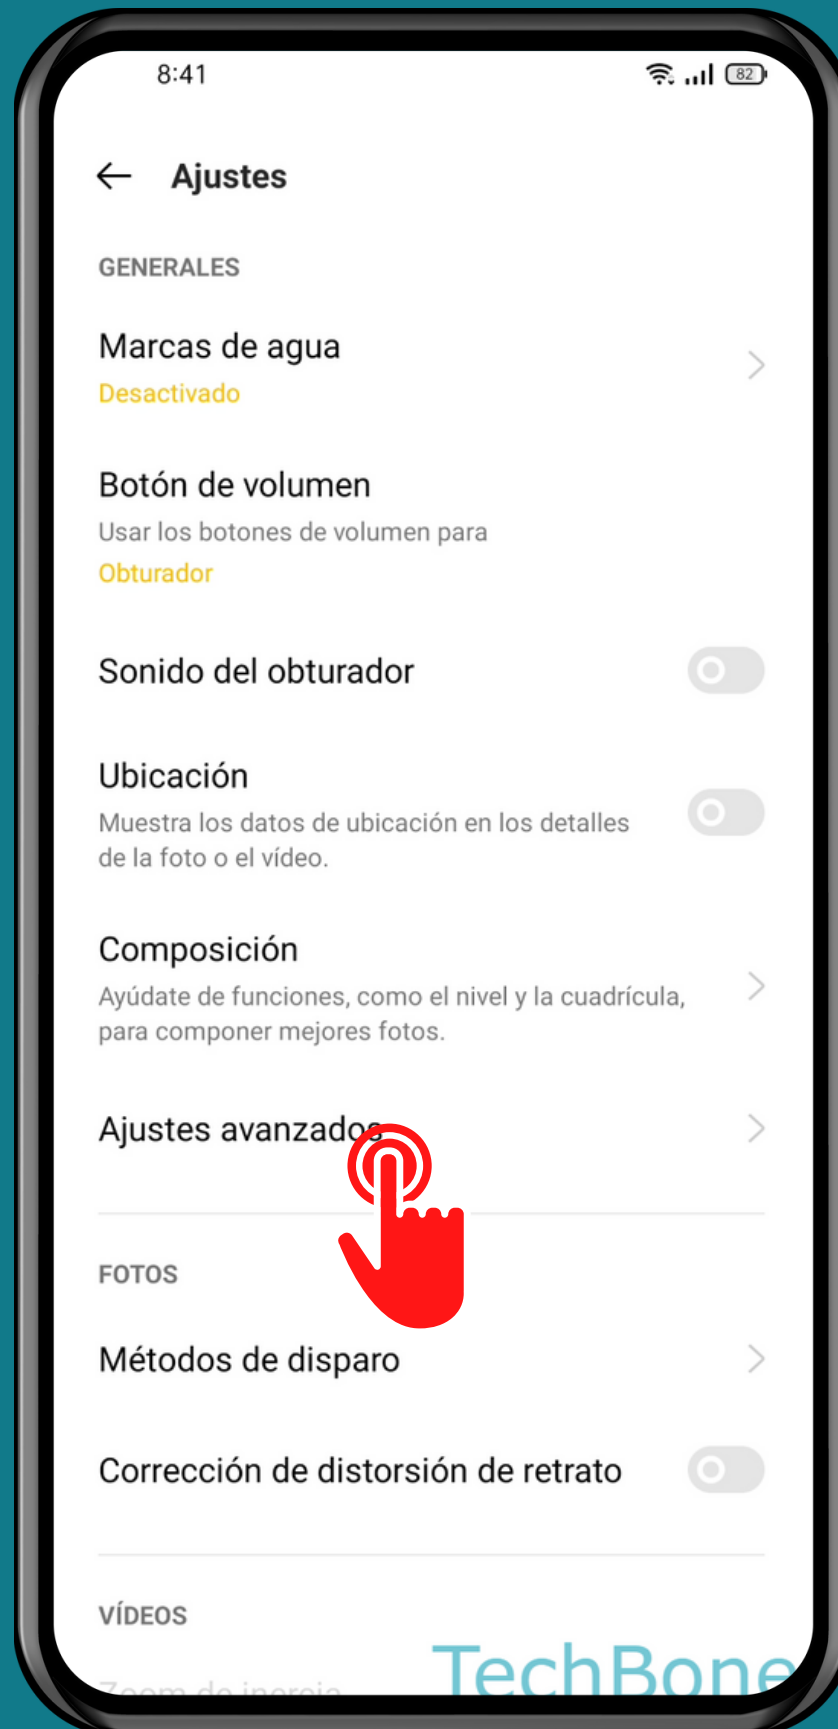 8:41
82
Ajustes
GENERALES
Marcas de agua
Desactivado
Botón de volumen
Usar los botones de volumen para
Obturador
Sonido del obturador
Ubicación
Muestra los datos de ubicación en los detalles
de la foto o el vídeo.
Composición
Ayúdate de funciones, como el nivel y la cuadrícula,
para componer mejores fotos.
Ajustes avanzados
FOTOS
Métodos de disparo
Corrección de distorsión de retrato
VÍDEOS
Zoom de inercia
TechBone